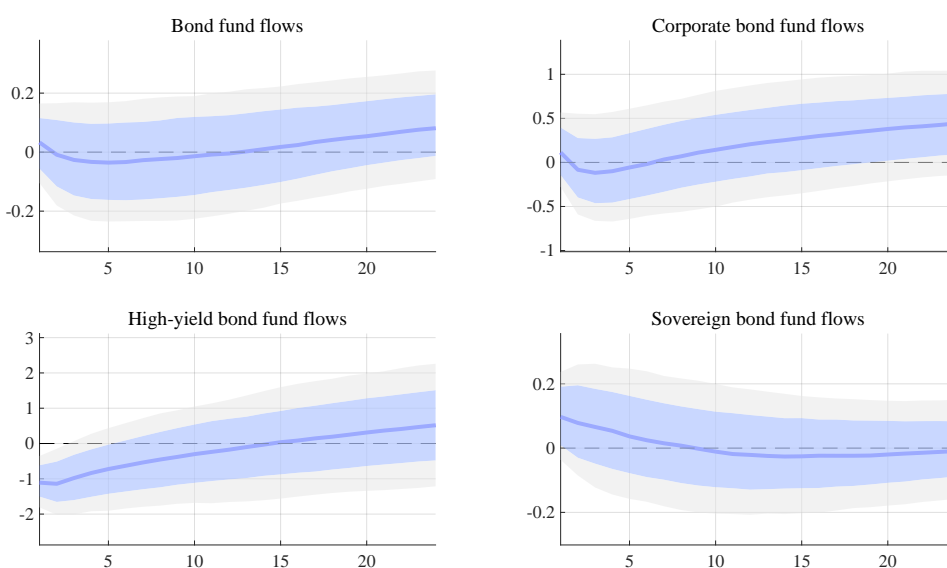 Bond fund flows
0.2
0
-0.2
5 10 15 20
Corporate bond fund flows
1
0.5
0
-0.5
-1
5 10 15 20
High-yield bond fund flows
3
2
1
0
-1
-2
5 10 15 20
Sovereign bond fund flows
0.2
0
-0.2
5 10 15 20